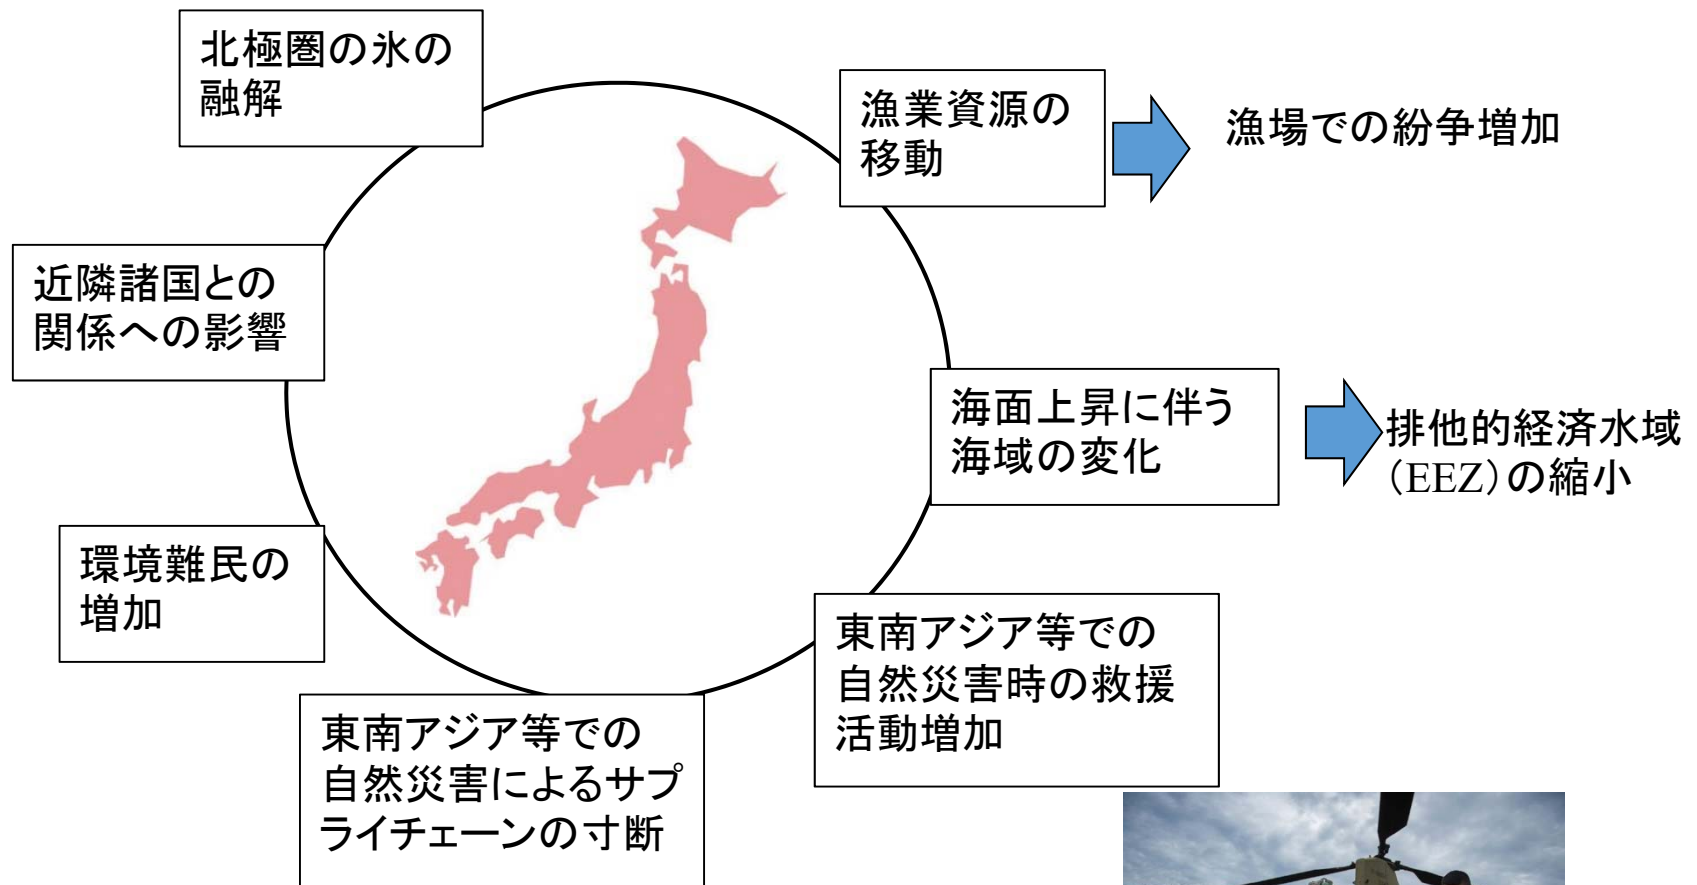 北極圏の氷の
融解
漁業資源の
移動
漁場での紛争増加
近隣諸国との
関係への影響
海面上昇に伴う
海域の変化
排他的経済水域
（EEZ）の縮小
環境難民の
増加
東南アジア等での
自然災害時の救援
活動増加
東南アジア等での
自然災害によるサプ
ライチェーンの寸断